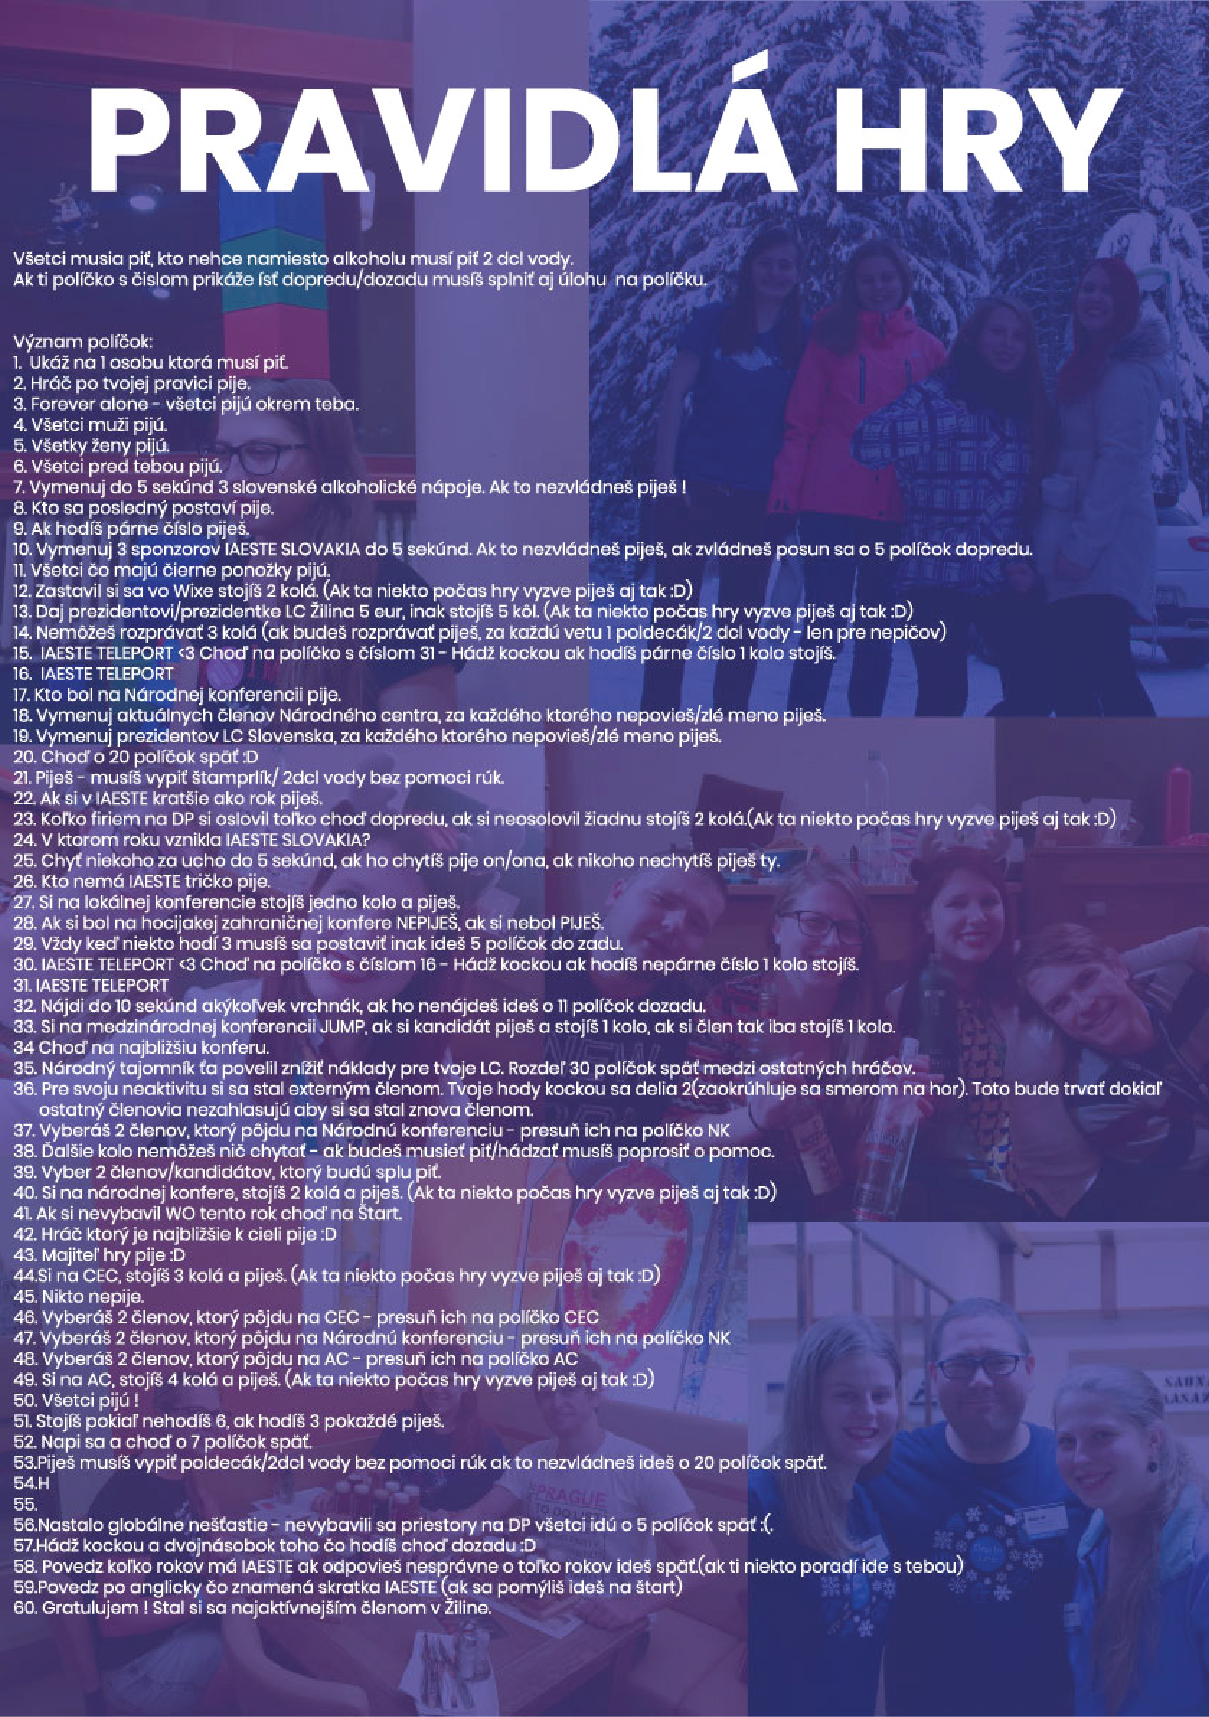 PRAVIDLÁ HRY
Všetci musia piť, kto nehce namiesto alkoholu musí piť 2 dcl vody.
Ak ti políčko s čislom prikáže ísť dopredu/dozadu musíš splniť aj úlohu na políčku.
Význam políčok:
1. Ukáž na 1 osobu ktorá musí piť.
2. Hráč po tvojej pravici pije.
3. Forever alone - všetci pijú okrem teba.
4. Všetci muži pijú.
5. Všetky ženy pijú.
6. Všetci pred tebou pijú.
7. Vymenuj do 5 sekúnd 3 slovenské alkoholické nápoje. Ak to nezvládneš piješ !
8. Kto sa posledný postaví pije.
9. Ak hodíš párne číslo piješ.
10. Vymenuj 3 sponzorov IAESTE SLOVAKIA do 5 sekúnd. Ak to nezvládneš piješ, ak zvládneš posun sa o 5 políčok dopredu.
11. Všetci čo majú čierne ponožky pijú.
12. Zastavil si sa vo Wixe stojíš 2 kolá. (Ak ta niekto počas hry vyzve piješ aj tak :D)
13. Daj prezidentovi/prezidentke LC Žilina 5 eur, inak stojíš 5 kôl. (Ak ta niekto počas hry vyzve piješ aj tak :D)
14. Nemôžeš rozprávať 3 kolá (ak budeš rozprávať piješ, za každú vetu 1 poldecák/2 dcl vody - len pre nepičov)
15. IAESTE TELEPORT <3 Choď na políčko s číslom 31 - Hádž kockou ak hodíš párne číslo 1 kolo stojíš.
16. IAESTE TELEPORT
17. Kto bol na Národnej konferencii pije.
18. Vymenuj aktuálnych členov Národného centra, za každého ktorého nepovieš/zlé meno piješ.
19. Vymenuj prezidentov LC Slovenska, za každého ktorého nepovieš/zlé meno piješ.
20. Choď o 20 políčok späť :D
21. Piješ - musíš vypiť štamprlík/ 2dcl vody bez pomoci rúk.
22. Ak si v IAESTE kratšie ako rok piješ.
23. Koľko firiem na DP si oslovil toľko choď dopredu, ak si neosolovil žiadnu stojíš 2 kolá.(Ak ta niekto počas hry vyzve piješ aj tak :D)
24. V ktorom roku vznikla IAESTE SLOVAKIA?
25. Chyť niekoho za ucho do 5 sekúnd, ak ho chytíš pije on/ona, ak nikoho nechytíš piješ ty.
26. Kto nemá IAESTE tričko pije.
27. Si na lokálnej konferencie stojíš jedno kolo a piješ.
28. Ak si bol na hocijakej zahraničnej konfere NEPIJEŠ, ak si nebol PIJEŠ.
29. Vždy keď niekto hodí 3 musíš sa postaviť inak ideš 5 políčok do zadu.
30. IAESTE TELEPORT <3 Choď na políčko s číslom 16 - Hádž kockou ak hodíš nepárne číslo 1 kolo stojíš.
31. IAESTE TELEPORT
32. Nájdi do 10 sekúnd akýkoľvek vrchnák, ak ho nenájdeš ideš o 11 políčok dozadu.
33. Si na medzinárodnej konferencii JUMP, ak si kandidát piješ a stojíš 1 kolo, ak si člen tak iba stojíš 1 kolo.
34 Choď na najbližšiu konferu.
35. Národný tajomník ťa povelil znížiť náklady pre tvoje LC. Rozdeľ 30 políčok späť medzi ostatných hráčov.
36. Pre svoju neaktivitu si sa stal externým členom. Tvoje hody kockou sa delia 2(zaokrúhluje sa smerom na hor). Toto bude trvať dokiaľ
ostatný členovia nezahlasujú aby si sa stal znova členom.
37. Vyberáš 2 členov, ktorý pôjdu na Národnú konferenciu - presuň ich na políčko NK
38. Ďalšie kolo nemôžeš nič chytať - ak budeš musieť piť/hádzať musíš poprosiť o pomoc.
39. Vyber 2 členov/kandidátov, ktorý budú splu piť.
40. Si na národnej konfere, stojíš 2 kolá a piješ. (Ak ta niekto počas hry vyzve piješ aj tak :D)
41. Ak si nevybavil WO tento rok choď na Štart.
42. Hráč ktorý je najbližšie k cieli pije :D
43. Majiteľ hry pije :D
44.Si na CEC, stojíš 3 kolá a piješ. (Ak ta niekto počas hry vyzve piješ aj tak :D)
45. Nikto nepije.
46. Vyberáš 2 členov, ktorý pôjdu na CEC - presuň ich na políčko CEC
47. Vyberáš 2 členov, ktorý pôjdu na Národnú konferenciu - presuň ich na políčko NK
48. Vyberáš 2 členov, ktorý pôjdu na AC - presuň ich na políčko AC
49. Si na AC, stojíš 4 kolá a piješ. (Ak ta niekto počas hry vyzve piješ aj tak :D)
50. Všetci pijú !
51. Stojíš pokiaľ nehodíš 6, ak hodíš 3 pokaždé piješ.
52. Napi sa a choď o 7 políčok späť.
53.Piješ musíš vypiť poldecák/2dcl vody bez pomoci rúk ak to nezvládneš ideš o 20 políčok späť.
54.H
55.
56.Nastalo globálne nešťastie - nevybavili sa priestory na DP všetci idú o 5 políčok späť :(.
57.Hádž kockou a dvojnásobok toho čo hodíš choď dozadu :D
58. Povedz koľko rokov má IAESTE ak odpovieš nesprávne o toľko rokov ideš späť.(ak ti niekto poradí ide s tebou)
59.Povedz po anglicky čo znamená skratka IAESTE (ak sa pomýliš ideš na štart)
60. Gratulujem ! Stal si sa najaktívnejším členom v Žiline.
PRAGUE